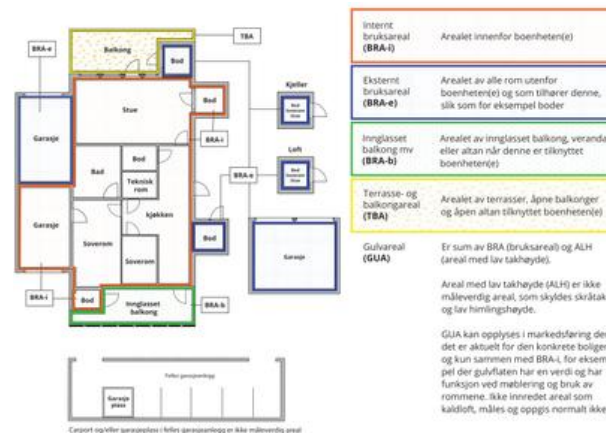 Balkong
TBA
BRA-e
Bod
Kjeller
Stue
Bod
BRA-i
Garasje
Loft
Bad
Bod
Teknisk
rom
BRA-e
kjøkken
Garasje
Soverom
Soverom
Bod
Garasje
BRA-i
Bod
Innglasset
balkong
BRA-b
Felles garasjeanlegg
Garasje
plass
Carport og/eller garasjeplass i felles garasjeanlegg er ikke måleverdig areal
Internt
bruksareal
(BRA-i)
Arealet innenfor boenheten(e)
Eksternt
bruksareal
(BRA-e)
Arealet av alle rom utenfor
boenheten(e) og som tilhører denne,
slik som for eksempel boder
Innglasset
balkong mv
(BRA-b)
Arealet av innglasset balkong, veranda
eller altan når denne er tilknyttet
boenheten(e)
Terrasse- og
balkongareal
(TBA)
Arealet av terrasser, åpne balkonger
og åpen altan tilknyttet boenheten(e)
Gulvareal
(GUA)
Er sum av BRA (bruksareal) og ALH
(areal med lav takhøyde).
Areal med lav takhøyde (ALH) er ikke
måleverdig areal, som skyldes skråtak
og lav himlingshøyde.
GUA kan opplyses i markedsføring der
det er aktuelt for den konkrete boligen
og kun sammen med BRA-i, for eksem
pel der gulvflaten har en verdi og har
funksjon ved møblering og bruk av
rommene. Ikke innredet areal som
kaldloft, måles og oppgis normalt ikke